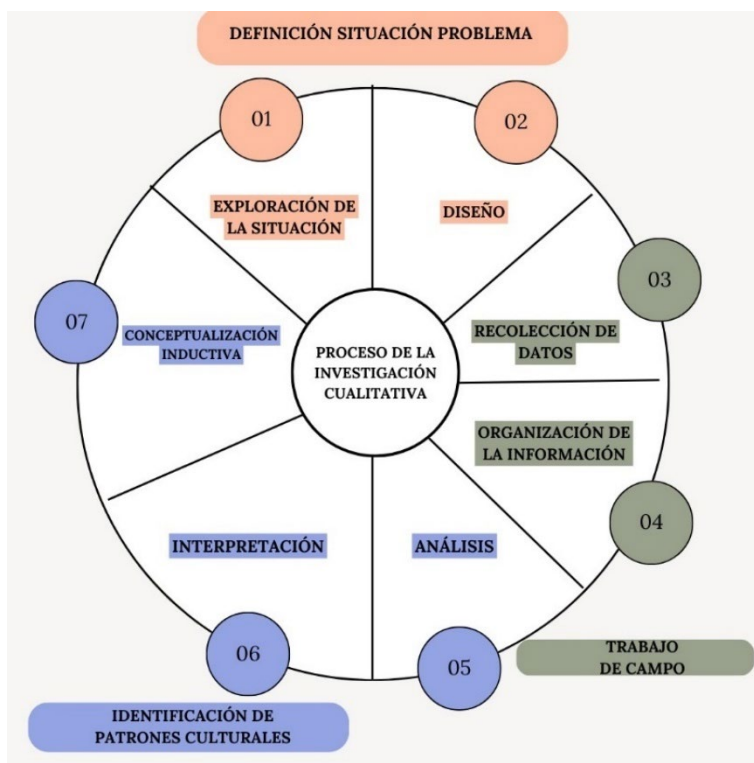 DEFINICIÓN SITUACIÓN PROBLEMA
01
EXPLORACIÓN DE
LA SITUACIÓN
02
DISEÑO
03
RECOLECCIÓN DE
DATOS
PROCESO DE LA
INVESTIGACIÓN
CUALITATIVA
04
ORGANIZACIÓN DE
LA INFORMACIÓN
TRABAJO
DE CAMPO
05
ANÁLISIS
06
INTERPRETACIÓN
IDENTIFICACIÓN DE
PATRONES CULTURALES
07
CONCEPTUALIZACIÓN
INDUCTIVA